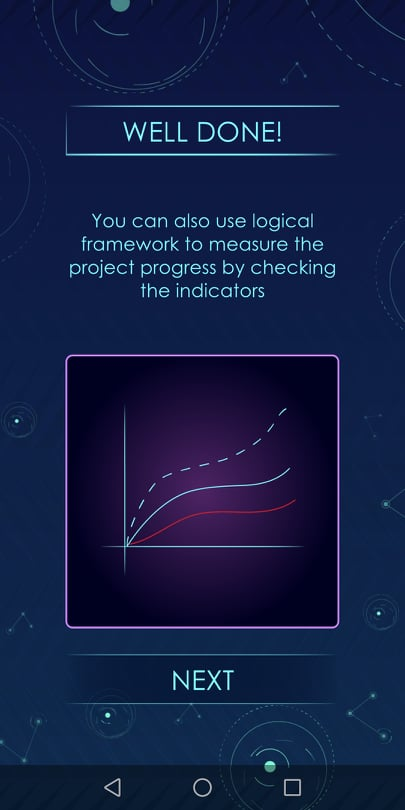 WELL DONE!
You can also use logical
framework to measure the
project progress by checking
the indicators
NEXT